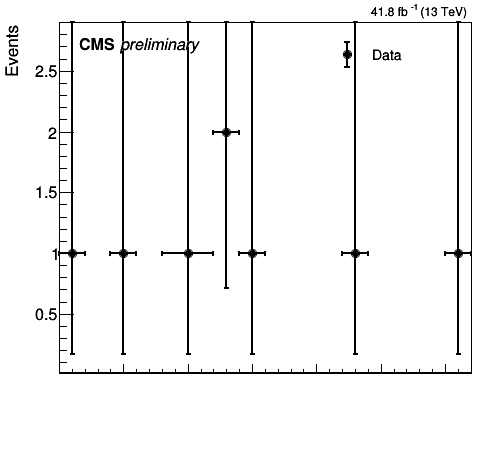 41.8 fb⁻¹ (13 TeV)
Events
CMS preliminary
Data
2.5
2
1.5
1
0.5